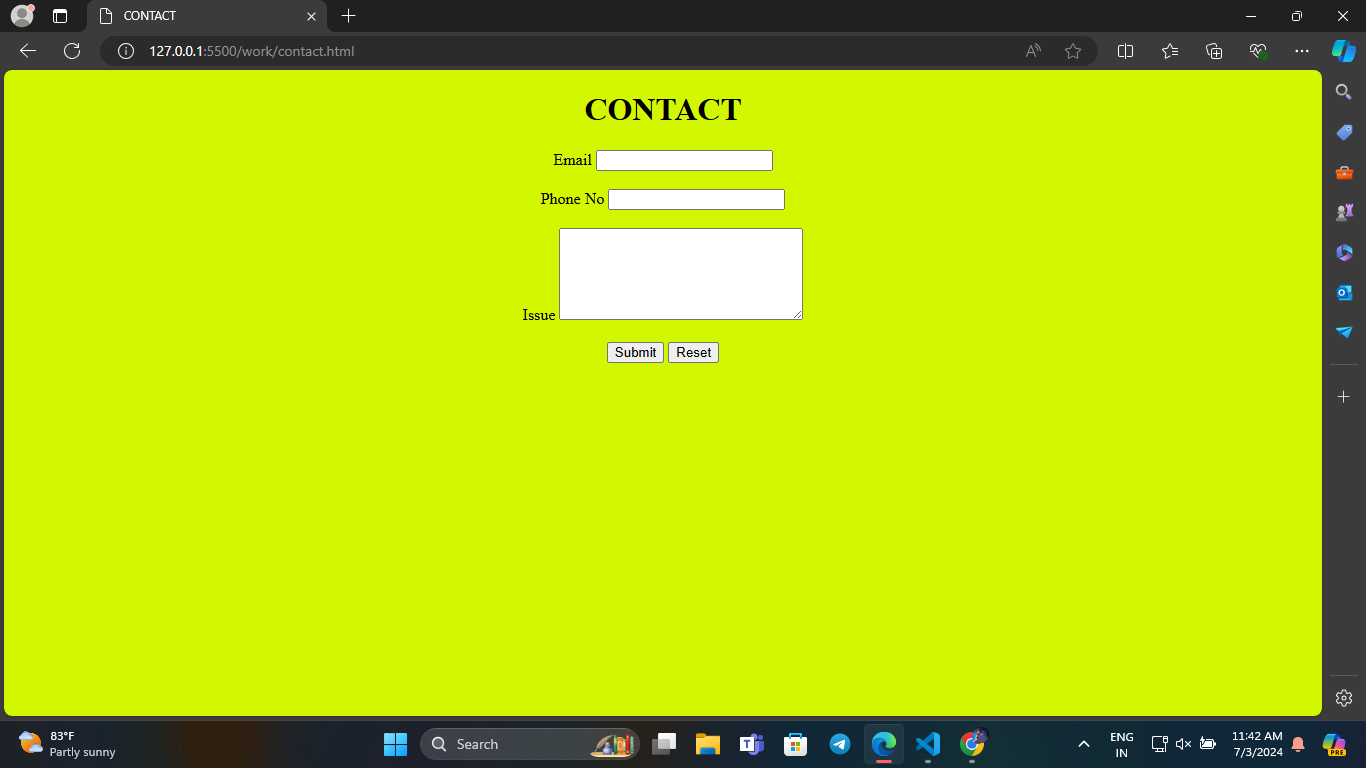 CONTACT
127.0.0.1:5500/work/contact.html
CONTACT
Email
Phone No
Issue
Submit Reset
83°F
Partly sunny
Search
ENG
IN
11:42 AM
7/3/2024
PRE